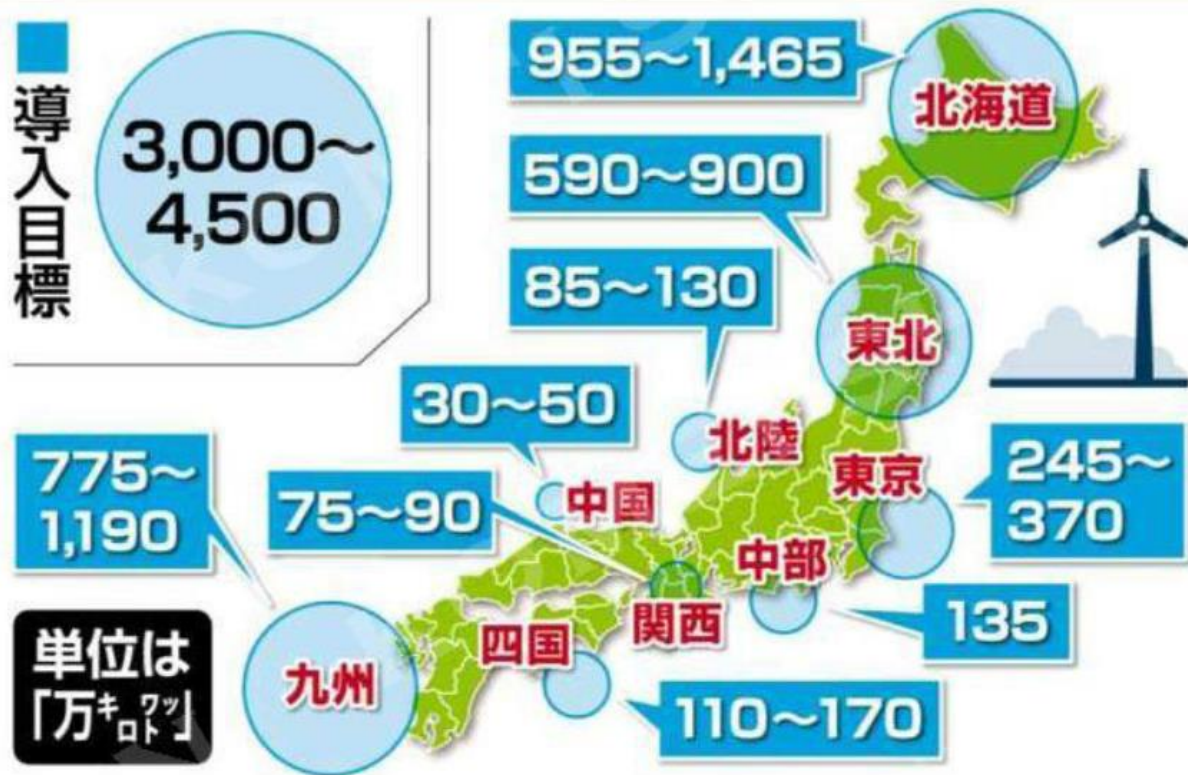 導入目標
3,000～
4,500
955～1,465
北海道
590～900
東北
85～130
北陸
30～50
中国
775～
1,190
75～90
東京
245～
370
中部
135
関西
四国
九州
110～170
単位は
「万キロワット」